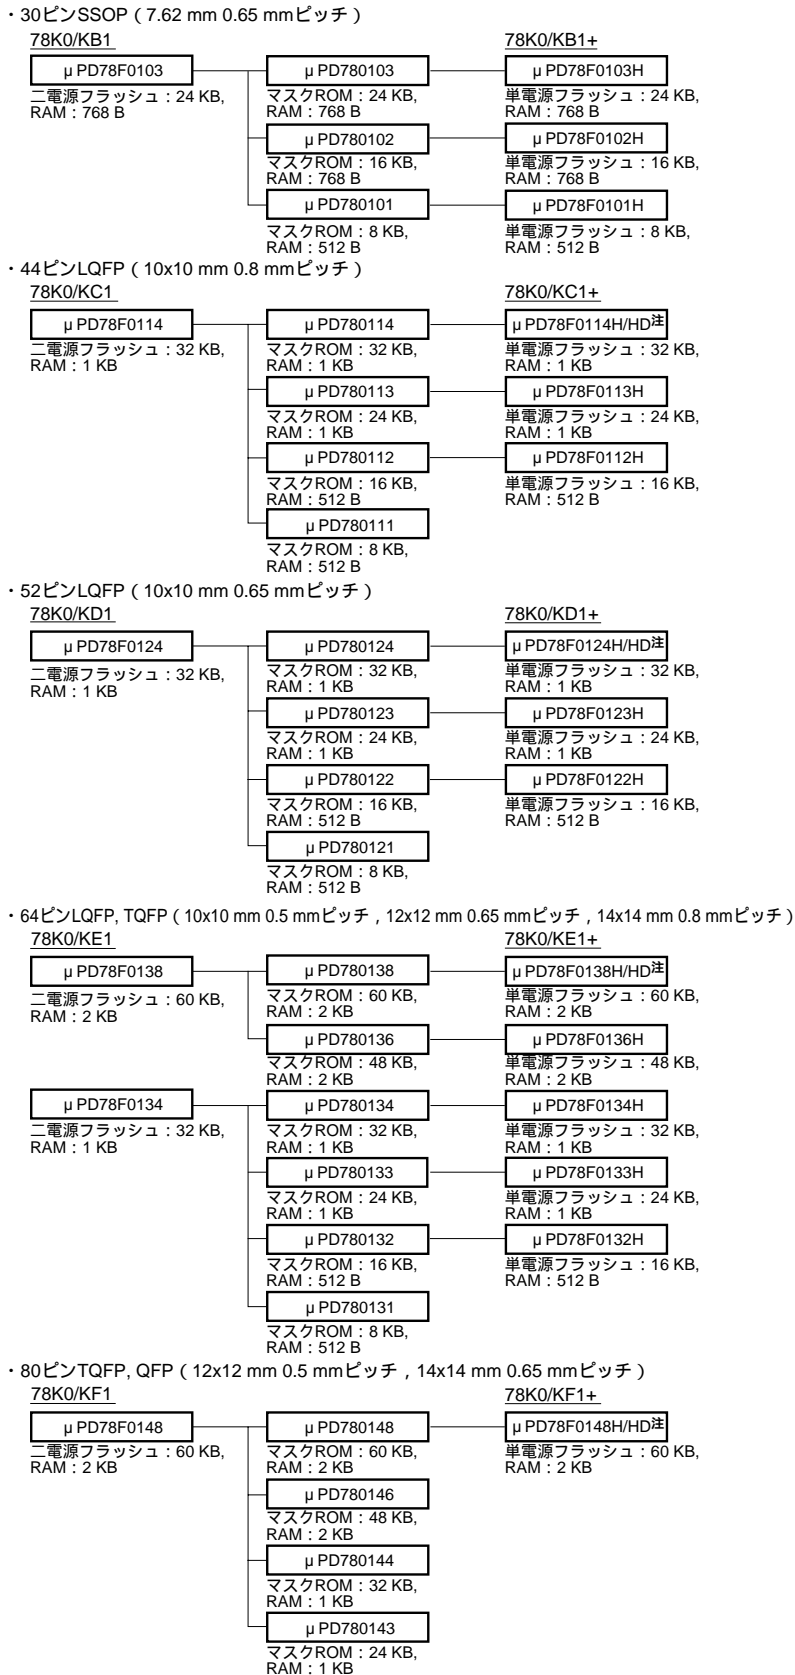 ・30ピンSSOP（7.62 mm 0.65 mmピッチ）
78K0/KB1 78K0/KB1+
μPD78F0103 μPD780103 μPD78F0103H
二電源フラッシュ：24 KB, マスクROM：24 KB, 単電源フラッシュ：24 KB,
RAM：768 B RAM：768 B RAM：768 B
μPD780102 μPD78F0102H
マスクROM：16 KB, 単電源フラッシュ：16 KB,
RAM：768 B RAM：768 B
μPD780101 μPD78F0101H
マスクROM：8 KB, 単電源フラッシュ：8 KB,
RAM：512 B RAM：512 B
・44ピンLQFP（10x10 mm 0.8 mmピッチ）
78K0/KC1 78K0/KC1+
μPD78F0114 μPD780114 μPD78F0114H/HD注
二電源フラッシュ：32 KB, マスクROM：32 KB, 単電源フラッシュ：32 KB,
RAM：1 KB RAM：1 KB RAM：1 KB
μPD780113 μPD78F0113H
マスクROM：24 KB, 単電源フラッシュ：24 KB,
RAM：1 KB RAM：1 KB
μPD780112 μPD78F0112H
マスクROM：16 KB, 単電源フラッシュ：16 KB,
RAM：512 B RAM：512 B
μPD780111
マスクROM：8 KB,
RAM：512 B
・52ピンLQFP（10x10 mm 0.65 mmピッチ）
78K0/KD1 78K0/KD1+
μPD78F0124 μPD780124 μPD78F0124H/HD注
二電源フラッシュ：32 KB, マスクROM：32 KB, 単電源フラッシュ：32 KB,
RAM：1 KB RAM：1 KB RAM：1 KB
μPD780123 μPD78F0123H
マスクROM：24 KB, 単電源フラッシュ：24 KB,
RAM：1 KB RAM：1 KB
μPD780122 μPD78F0122H
マスクROM：16 KB, 単電源フラッシュ：16 KB,
RAM：512 B RAM：512 B
μPD780121
マスクROM：8 KB,
RAM：512 B
・64ピンLQFP, TQFP（10x10 mm 0.5 mmピッチ，12x12 mm 0.65 mmピッチ，14x14 mm 0.8 mmピッチ）
78K0/KE1 78K0/KE1+
μPD78F0138 μPD780138 μPD78F0138H/HD注
二電源フラッシュ：60 KB, マスクROM：60 KB, 単電源フラッシュ：60 KB,
RAM：2 KB RAM：2 KB RAM：2 KB
μPD780136 μPD78F0136H
マスクROM：48 KB, 単電源フラッシュ：48 KB,
RAM：2 KB RAM：2 KB
μPD78F0134 μPD780134 μPD78F0134H
二電源フラッシュ：32 KB, マスクROM：32 KB, 単電源フラッシュ：32 KB,
RAM：1 KB RAM：1 KB RAM：1 KB
μPD780133 μPD78F0133H
マスクROM：24 KB, 単電源フラッシュ：24 KB,
RAM：1 KB RAM：1 KB
μPD780132 μPD78F0132H
マスクROM：16 KB, 単電源フラッシュ：16 KB,
RAM：512 B RAM：512 B
μPD780131
マスクROM：8 KB,
RAM：512 B
・80ピンTQFP, QFP（12x12 mm 0.5 mmピッチ，14x14 mm 0.65 mmピッチ）
78K0/KF1 78K0/KF1+
μPD78F0148 μPD780148 μPD78F0148H/HD注
二電源フラッシュ：60 KB, マスクROM：60 KB, 単電源フラッシュ：60 KB,
RAM：2 KB RAM：2 KB RAM：2 KB
μPD780146
マスクROM：48 KB,
RAM：2 KB
μPD780144
マスクROM：32 KB,
RAM：1 KB
μPD780143
マスクROM：24 KB,
RAM：1 KB